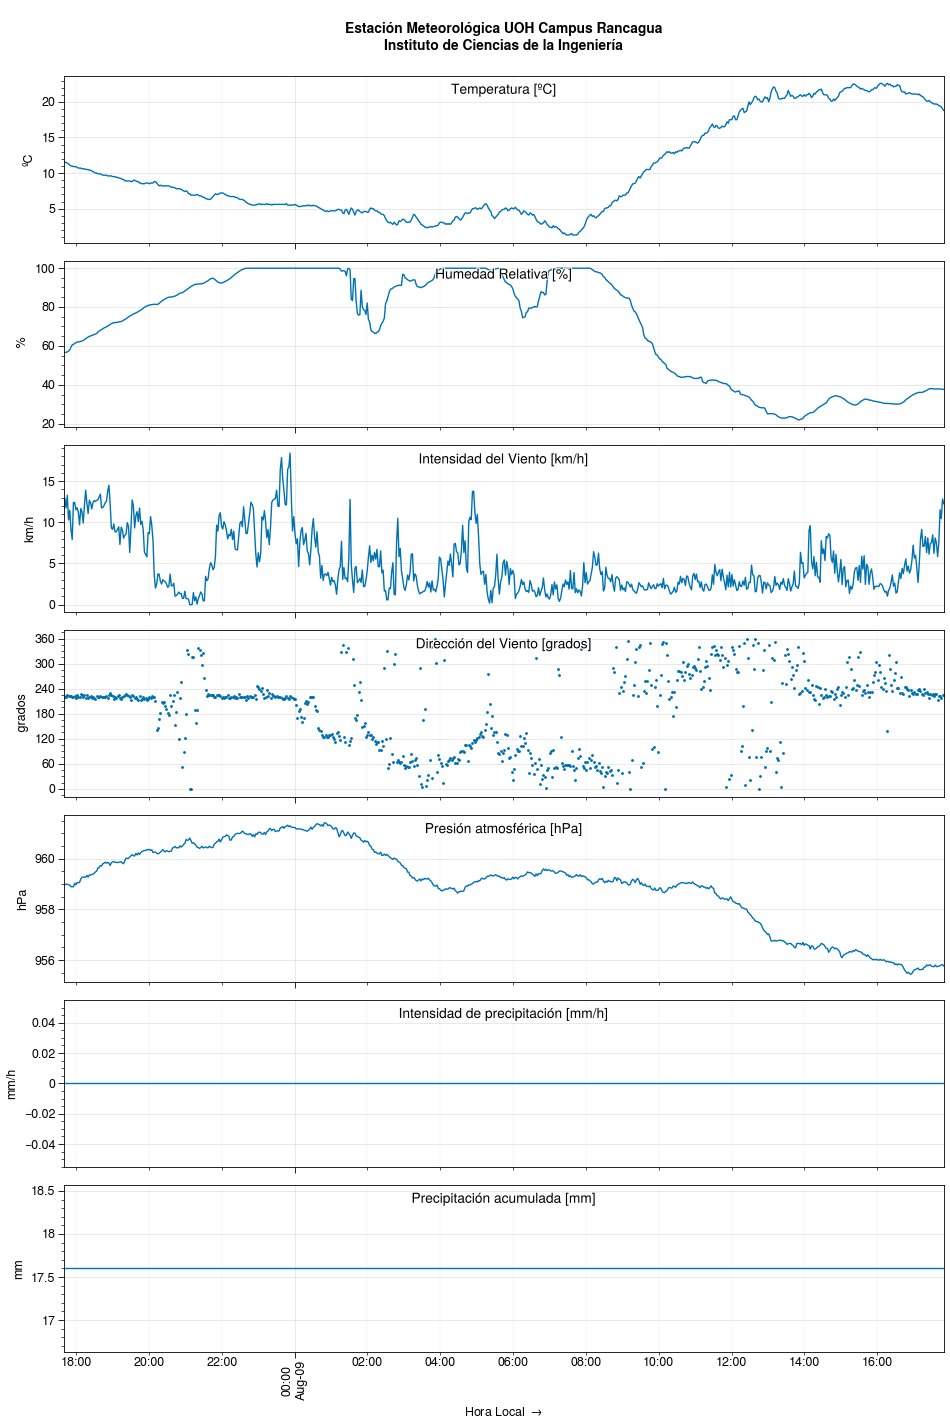 Estación Meteorológica UOH Campus Rancagua
Instituto de Ciencias de la Ingeniería
Temperatura [ºC]
20
15
10
5
ºC
Humedad Relativa [%]
100
80
60
40
20
%
Intensidad del Viento [km/h]
15
10
5
0
km/h
Dirección del Viento [grados]
360
300
240
180
120
60
0
grados
Presión atmosférica [hPa]
960
958
956
hPa
Intensidad de precipitación [mm/h]
0.04
0.02
0
−0.02
−0.04
mm/h
Precipitación acumulada [mm]
18.5
18
17.5
17
mm
18:00 20:00 22:00 00:00 02:00 04:00 06:00 08:00 10:00 12:00 14:00 16:00
Aug-09
Hora Local →